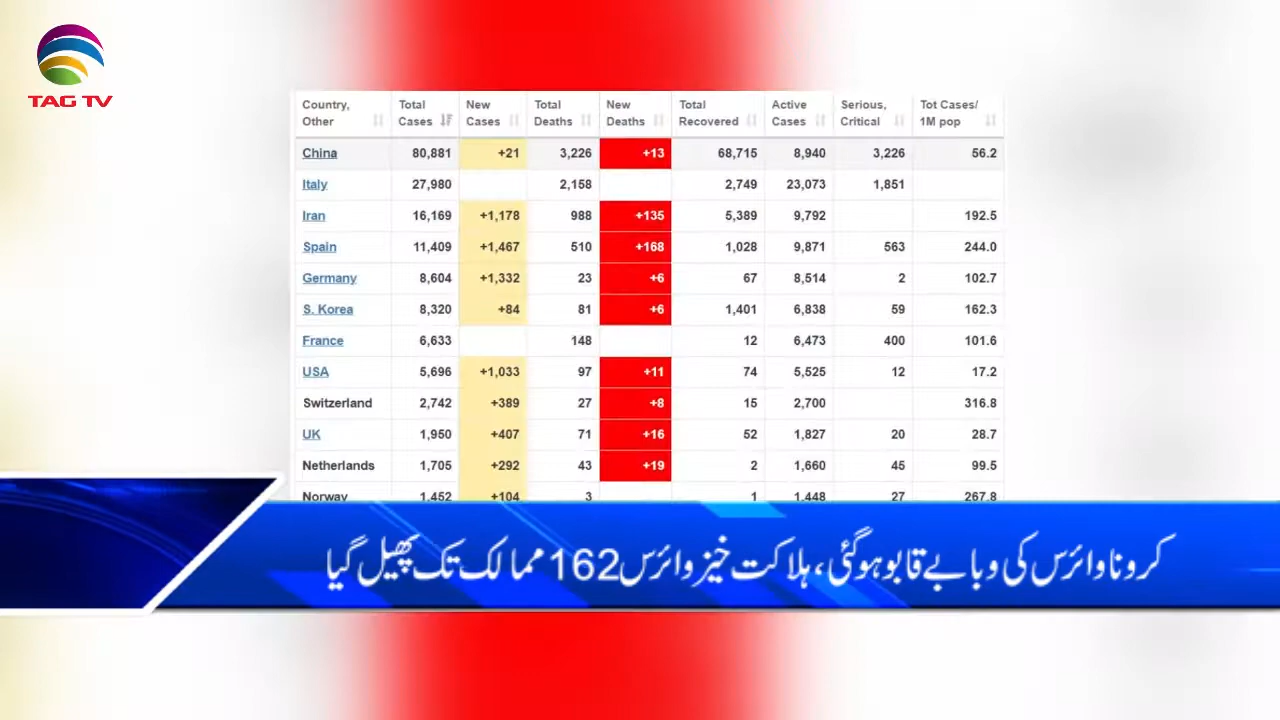 TAG TV
Country, Other Total Cases New Cases Total Deaths New Deaths Total Recovered Active Cases Serious, Critical Tot Cases/ 1M pop
China 80,881 +21 3,226 +13 68,715 8,940 3,226 56.2
Italy 27,980 2,158 2,749 23,073 1,851
Iran 16,169 +1,178 988 +135 5,389 9,792 192.5
Spain 11,409 +1,467 510 +168 1,028 9,871 563 244.0
Germany 8,604 +1,332 23 +6 67 8,514 2 102.7
S. Korea 8,320 +84 81 +6 1,401 6,838 59 162.3
France 6,633 148 12 6,473 400 101.6
USA 5,696 +1,033 97 +11 74 5,525 12 17.2
Switzerland 2,742 +389 27 +8 15 2,700 316.8
UK 1,950 +407 71 +16 52 1,827 20 28.7
Netherlands 1,705 +292 43 +19 2 1,660 45 99.5
Norway 1,452 +104 3 1 1,448 27 267.8
کرونا وائرس کی وبا بے قابو ہوگئی، ہلاکت خیز وائرس 162 ممالک تک پھیل گیا